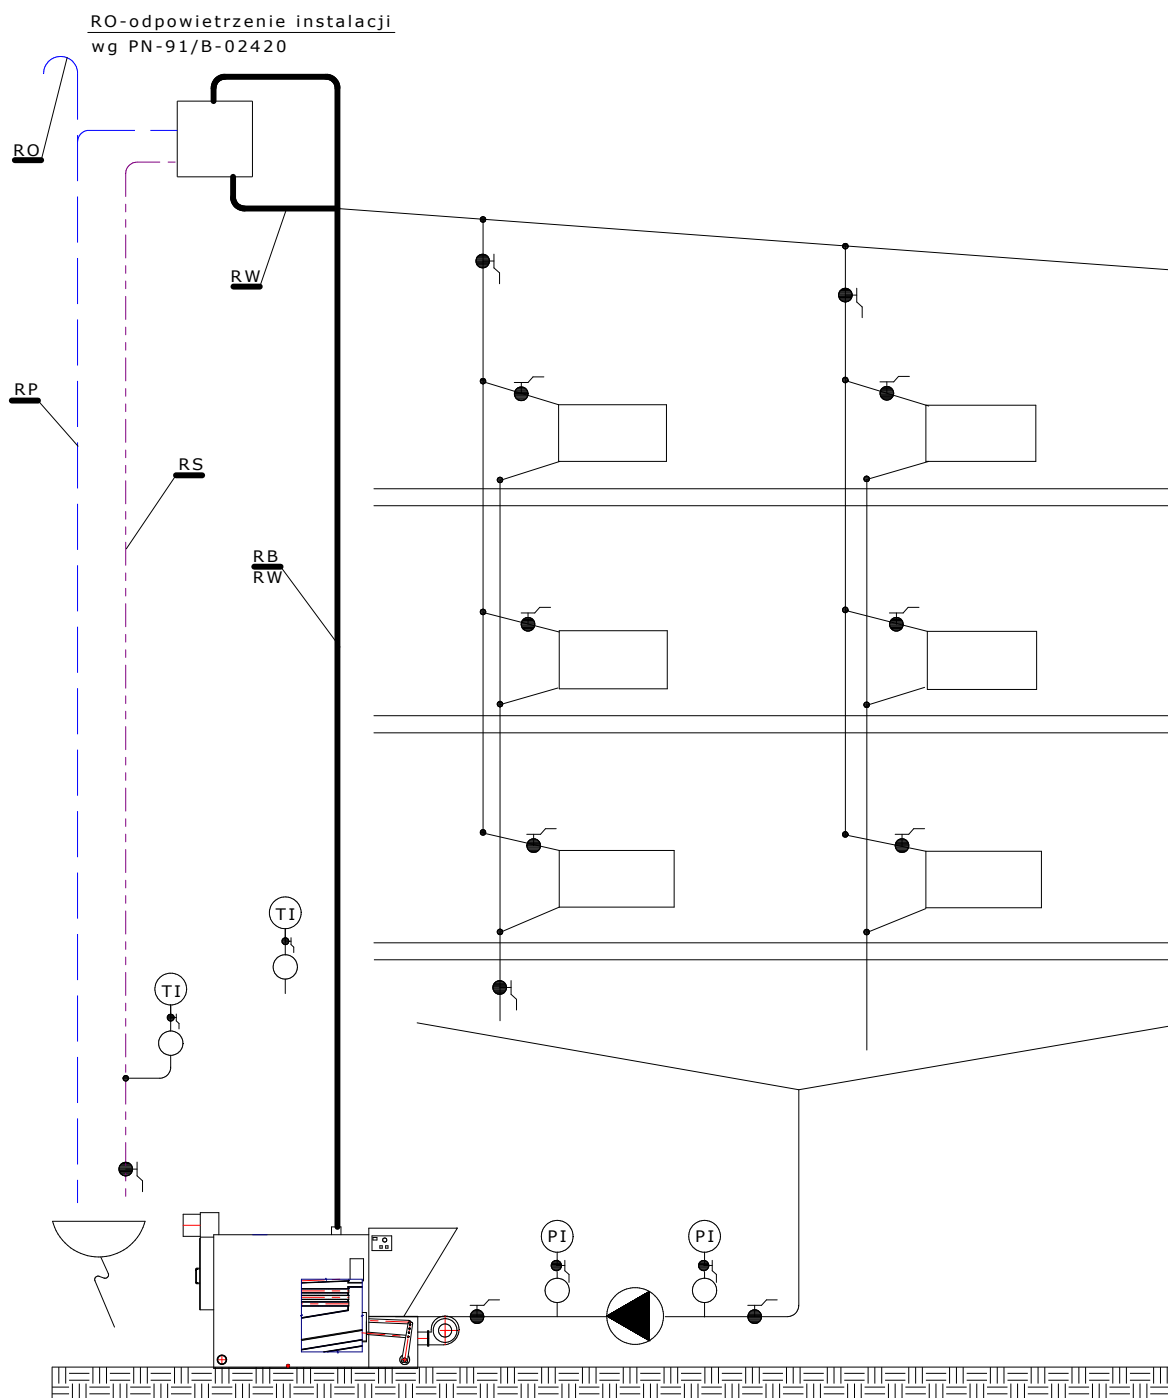 RO-odpowietrzenie instalacji
wg PN-91/B-02420
RO
RW
RP
RS
RB
RW
TI
TI
PI
PI